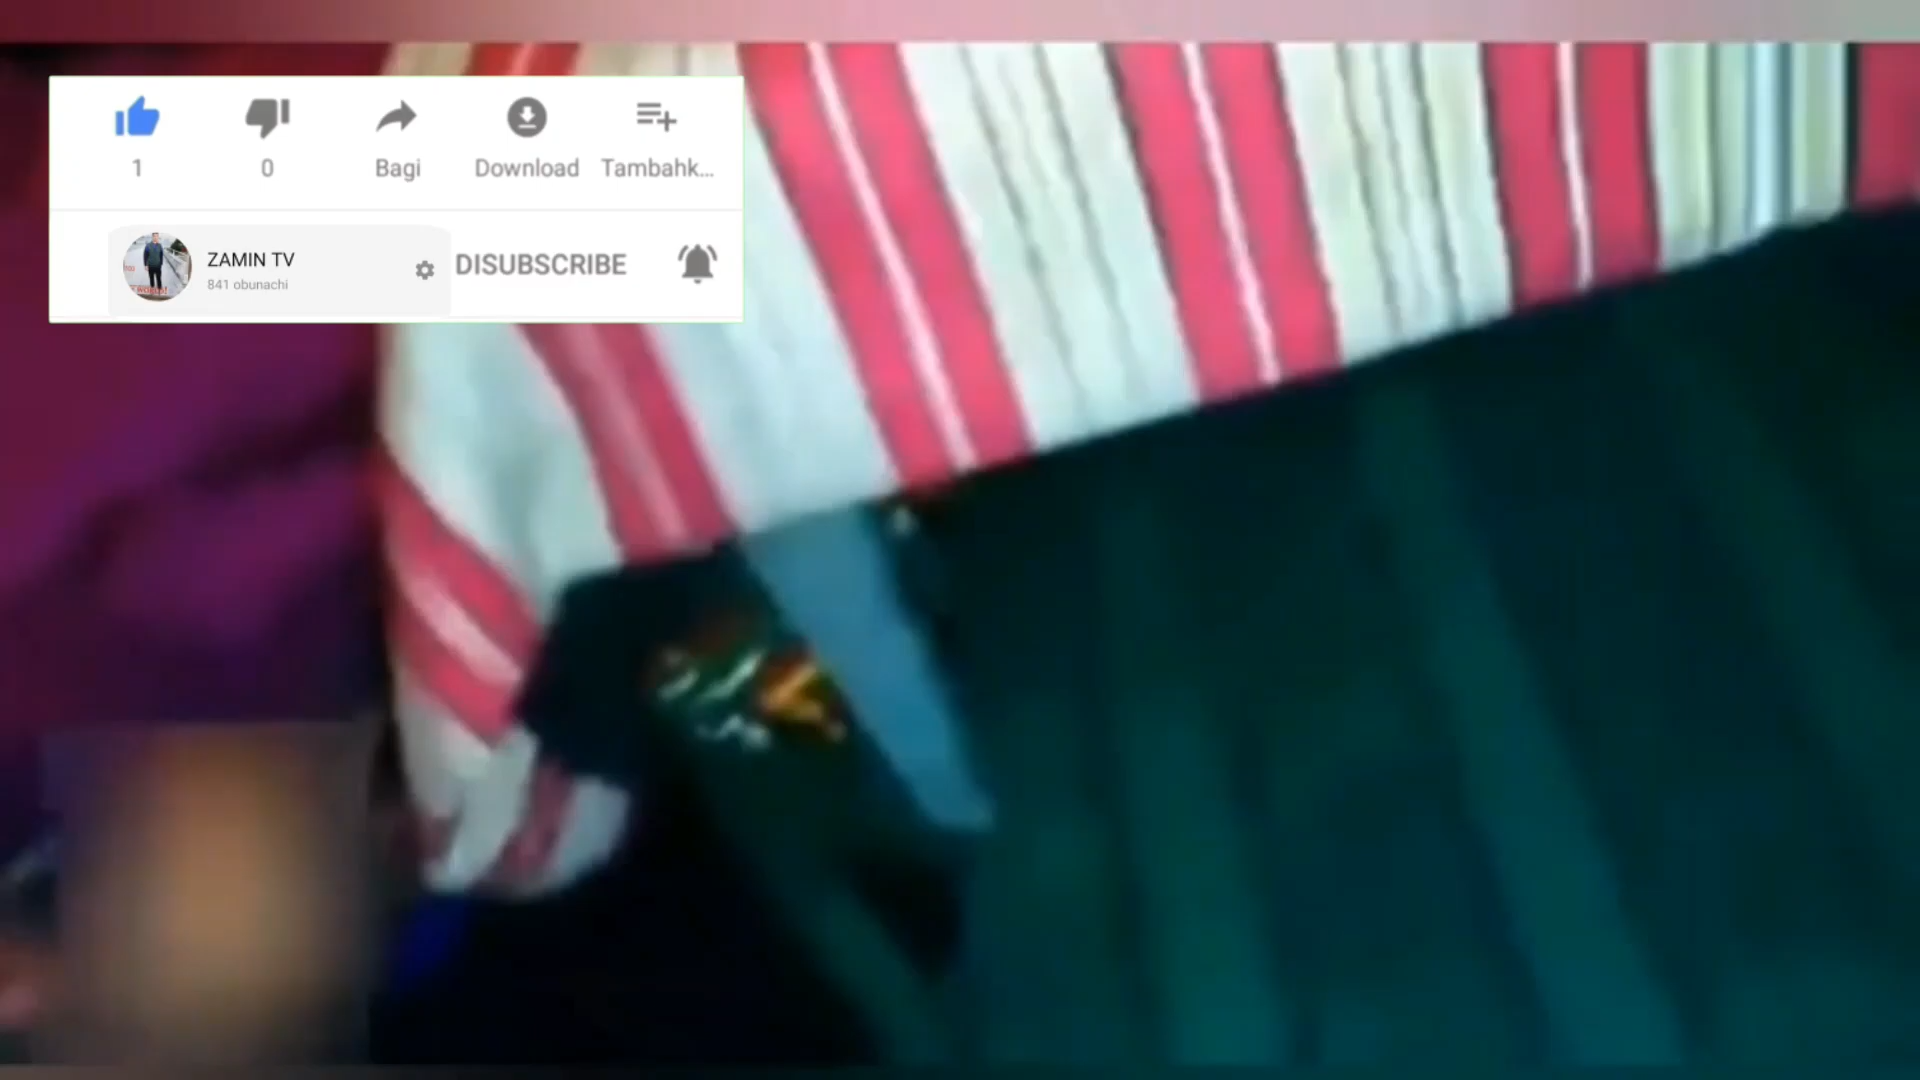 1
0
Bagi
Download
Tambahk...
ZAMIN TV
841 obunachi
DISUBSCRIBE